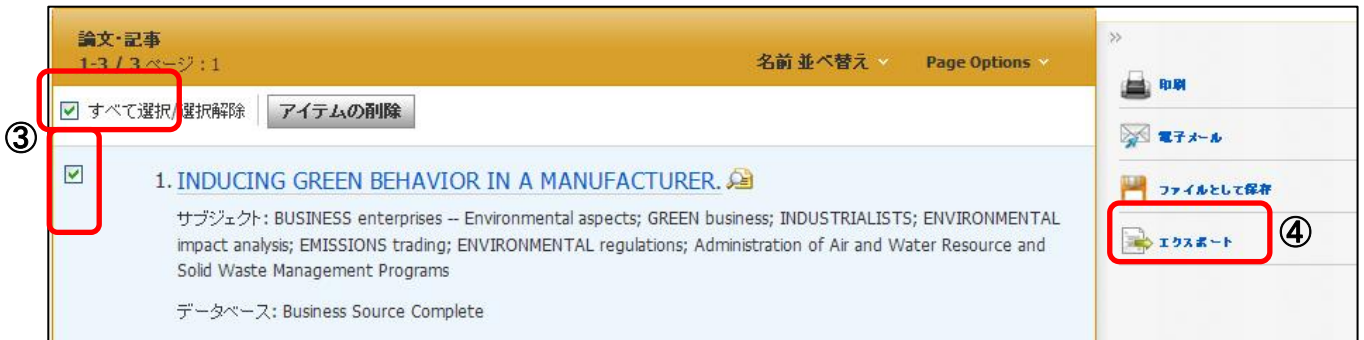 論文・記事
1-3 / 3 ページ : 1
名前 並べ替え
Page Options
すべて選択/選択解除
アイテムの削除
③
1. INDUCING GREEN BEHAVIOR IN A MANUFACTURER.
サブジェクト: BUSINESS enterprises -- Environmental aspects; GREEN business; INDUSTRIALISTS; ENVIRONMENTAL
impact analysis; EMISSIONS trading; ENVIRONMENTAL regulations; Administration of Air and Water Resource and
Solid Waste Management Programs
データベース: Business Source Complete
»
印刷
電子メール
ファイルとして保存
エクスポート
④